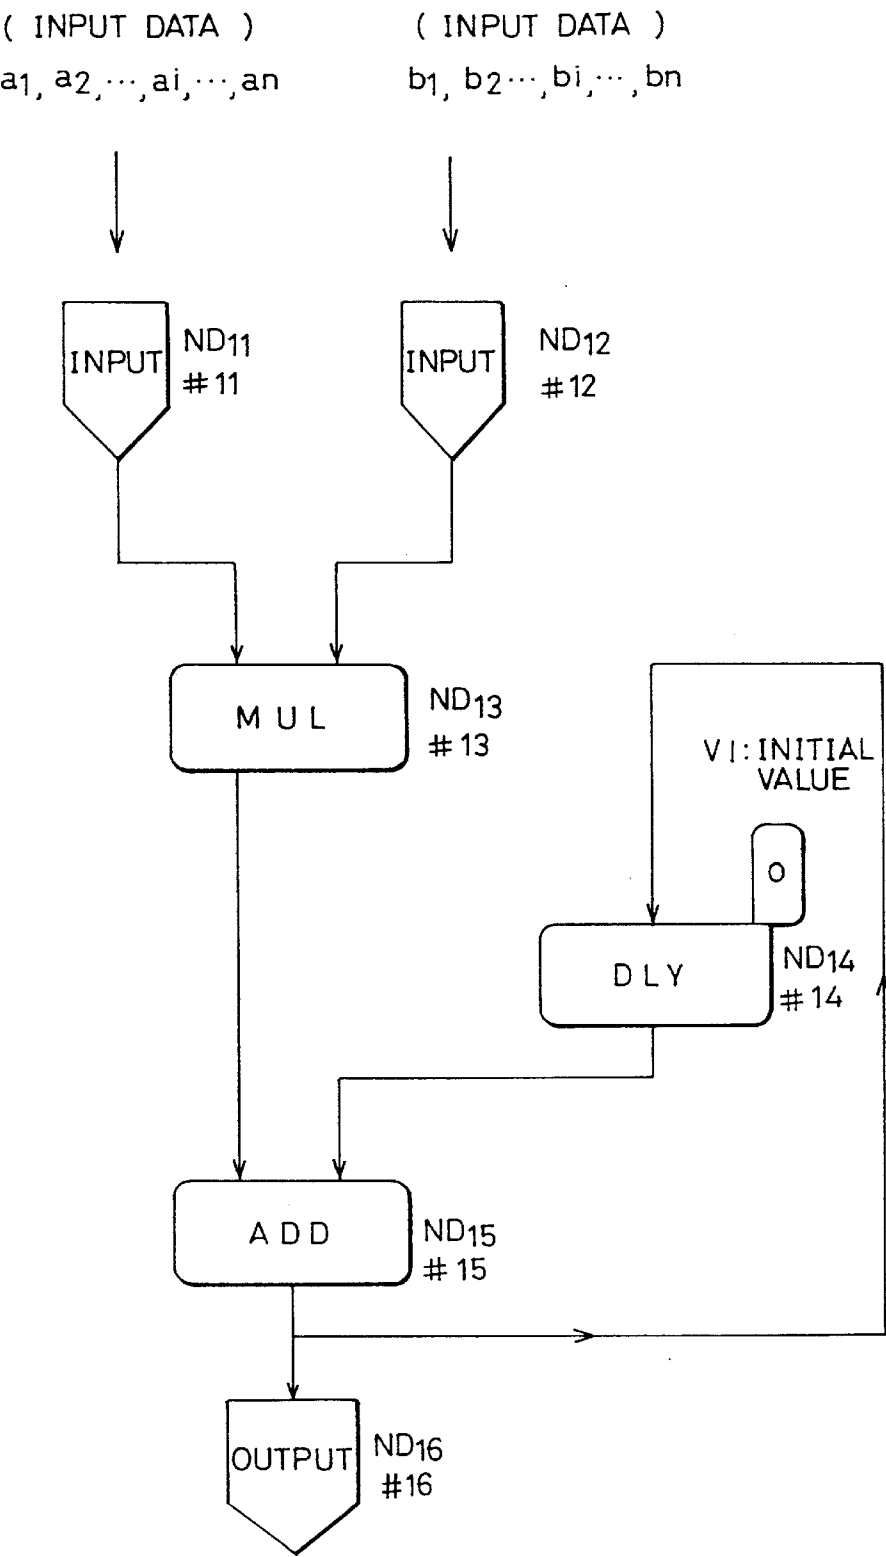 ( INPUT DATA )
( INPUT DATA )
a1, a2, ···, ai, ···, an
b1, b2 ···, bi, ···, bn
INPUT
ND11
#11
INPUT
ND12
#12
MUL
ND13
#13
VI: INITIAL
VALUE
0
DLY
ND14
#14
ADD
ND15
#15
OUTPUT
ND16
#16